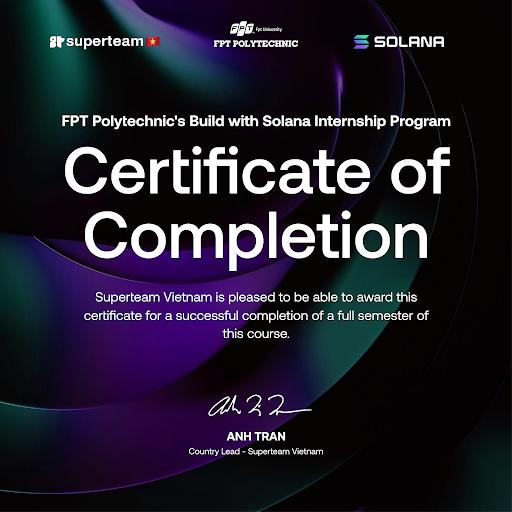 superteam
FPT Fpt University
FPT POLYTECHNIC
SOLANA
FPT Polytechnic's Build with Solana Internship Program
Certificate of
Completion
Superteam Vietnam is pleased to be able to award this
certificate for a successful completion of a full semester of
this course.
ANH TRAN
Country Lead - Superteam Vietnam